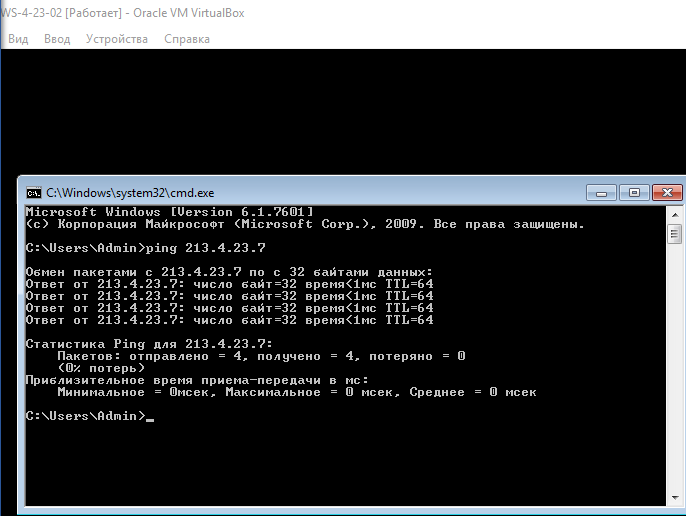 WS-4-23-02 [Работает] - Oracle VM VirtualBox
Вид Ввод Устройства Справка
C:\Windows\system32\cmd.exe
Microsoft Windows [Version 6.1.7601]
(c) Корпорация Майкрософт (Microsoft Corp.), 2009. Все права защищены.
C:\Users\Admin>ping 213.4.23.7
Обмен пакетами с 213.4.23.7 по с 32 байтами данных:
Ответ от 213.4.23.7: число байт=32 время<1мс TTL=64
Ответ от 213.4.23.7: число байт=32 время<1мс TTL=64
Ответ от 213.4.23.7: число байт=32 время<1мс TTL=64
Ответ от 213.4.23.7: число байт=32 время<1мс TTL=64
Статистика Ping для 213.4.23.7:
Пакетов: отправлено = 4, получено = 4, потеряно = 0
(0% потерь)
Приблизительное время приема-передачи в мс:
Минимальное = 0мсек, Максимальное = 0 мсек, Среднее = 0 мсек
C:\Users\Admin>_